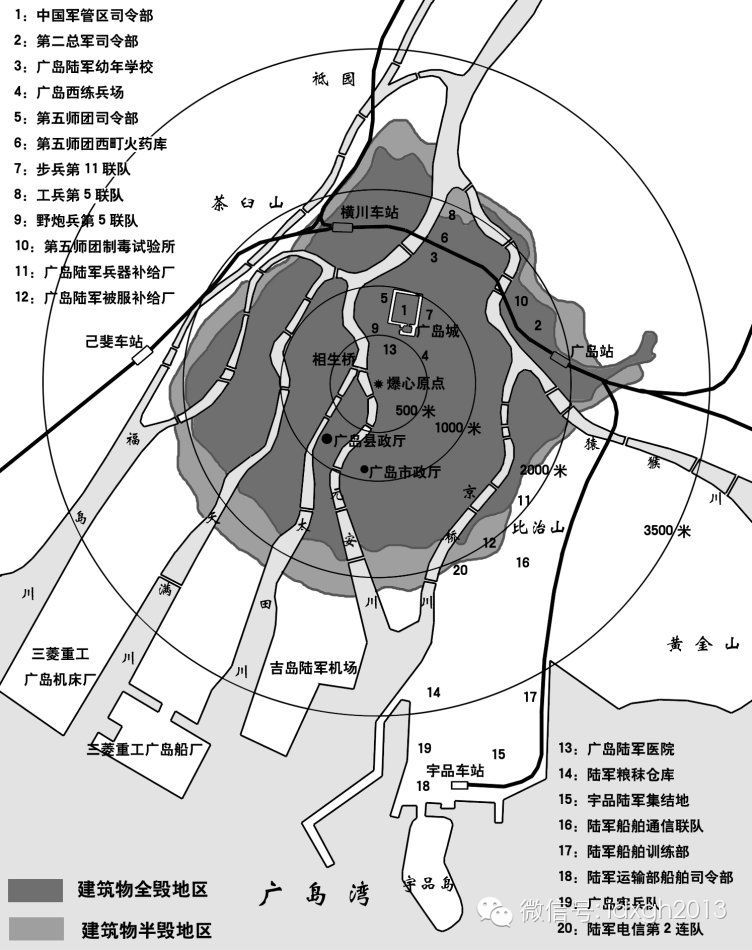 1：中国军管区司令部
2：第二总军司令部
3：广岛陆军幼年学校
4：广岛西练兵场
5：第五师团司令部
6：第五师团西町火药库
7：步兵第11联队
8：工兵第5联队
9：野炮兵第5联队
10：第五师团制毒试验所
11：广岛陆军兵器补给厂
12：广岛陆军被服补给厂
祗园
茶臼山
横川车站
8
6
3
10
2
5
1
7
广岛城
9
13
4
己斐车站
相生桥
广岛站
爆心原点
500米
1000米
广岛县政厅
广岛市政厅
2000米
3500米
福岛川
天满川
太田川
元安川
京桥川
猿猴川
11
比治山
12
20
16
黄金山
三菱重工
广岛机床厂
吉岛陆军机场
三菱重工广岛船厂
14
17
19
15
宇品车站
18
宇品岛
广岛湾
13：广岛陆军医院
14：陆军粮秣仓库
15：宇品陆军集结地
16：陆军船舶通信联队
17：陆军船舶训练部
18：陆军运输部船舶司令部
19：广岛宪兵队
20：陆军电信第2连队
建筑物全毁地区
建筑物半毁地区
微信号: rdxgh2013